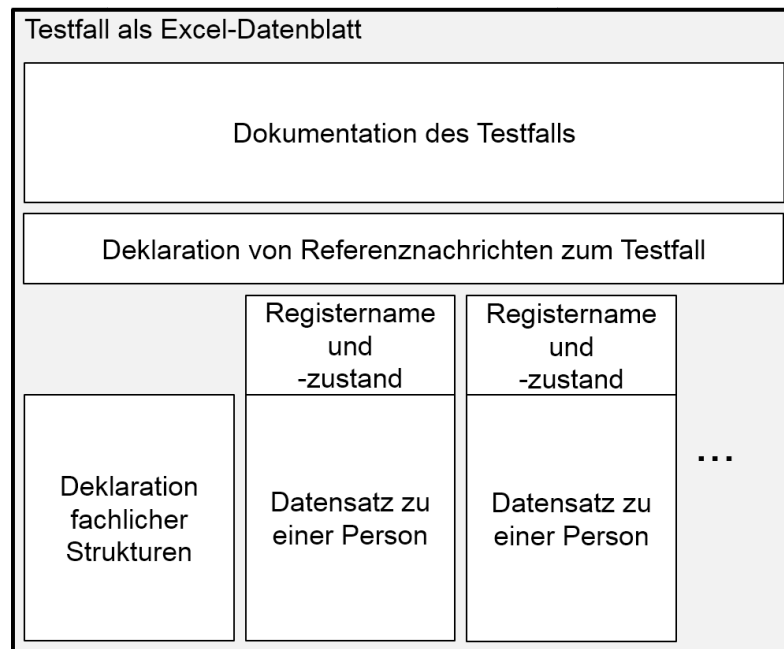 Testfall als Excel-Datenblatt
Dokumentation des Testfalls
Deklaration von Referenznachrichten zum Testfall
Registername
und
-zustand
Registername
und
-zustand
Deklaration
fachlicher
Strukturen
Datensatz zu
einer Person
Datensatz zu
einer Person
...